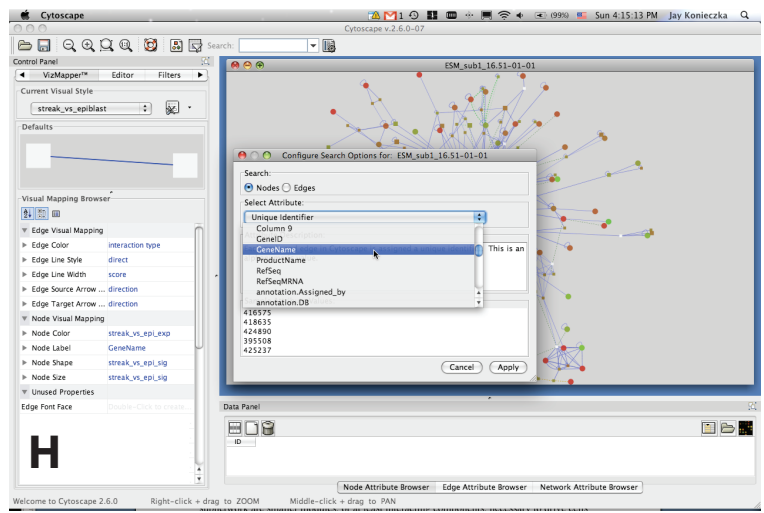 Cytoscape
1
(99%)
Sun 4:15:13 PM
Jay Konieczka
Cytoscape v.2.6.0-07
Search:
Control Panel
VizMapper™
Editor
Filters
Current Visual Style
streak_vs_epiblast
Defaults
Visual Mapping Browser
Edge Visual Mapping
Edge Color interaction type
Edge Line Style direct
Edge Line Width score
Edge Source Arrow ... direction
Edge Target Arrow ... direction
Node Visual Mapping
Node Color streak_vs_epi_exp
Node Label GeneName
Node Shape streak_vs_epi_sig
Node Size streak_vs_epi_sig
Unused Properties
Edge Font Face Double-Click to create...
H
ESM_sub1_16.51-01-01
Configure Search Options for: ESM_sub1_16.51-01-01
Search:
Nodes Edges
Select Attribute:
Unique Identifier
Column 9
GeneID
GeneName
ProductName
RefSeq
RefSeqMRNA
annotation.Assigned_by
annotation.DB
This is an
416575
418635
424890
395508
425237
Cancel
Apply
Data Panel
ID
Node Attribute Browser
Edge Attribute Browser
Network Attribute Browser
Welcome to Cytoscape 2.6.0
Right-click + drag to ZOOM
Middle-click + drag to PAN